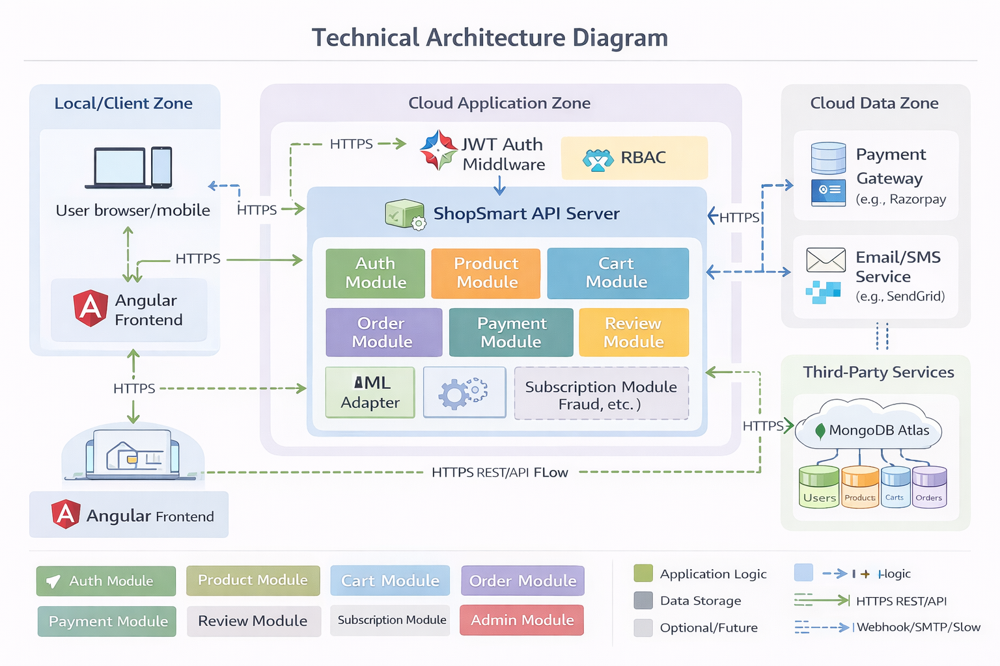 Technical Architecture Diagram
Local/Client Zone
User browser/mobile
HTTPS
Angular
Frontend
HTTPS
Angular Frontend
Cloud Application Zone
HTTPS
JWT Auth
Middlware
RBAC
HTTPS
ShopSmart API Server
Auth
Module
Product
Module
Cart
Module
Order
Module
Payment
Module
Review
Module
ML
Adapter
Subscription Module
Fraud, etc. )
HTTPS REST/API FLow
HTTPS
HTTPS
Cloud Data Zone
Payment
Gateway
(e.g., Razorpay
Email/SMS
Service
(e.g., SendGrid)
Third-Party Services
MongoDB Atlas
Users
Products
Carts
Orders
Auth Module
Product Module
Cart Module
Order Module
Payment Module
Review Module
Subscription Module
Admin Module
Application Logic
Data Storage
Optional/Future
logic
HTTPS REST/API
Webhook/SMTP/Slow